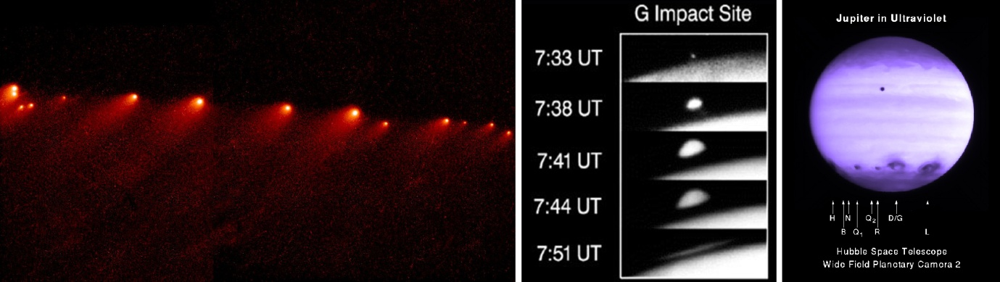 G Impact Site
7:33 UT
7:38 UT
7:41 UT
7:44 UT
7:51 UT
Jupiter in Ultraviolet
H N Q2 D/G
B Q1 R L
Hubble Space Telescope
Wide Field Planetary Camera 2